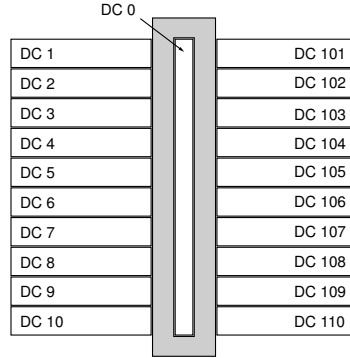 DC 0
DC 1 DC 101
DC 2 DC 102
DC 3 DC 103
DC 4 DC 104
DC 5 DC 105
DC 6 DC 106
DC 7 DC 107
DC 8 DC 108
DC 9 DC 109
DC 10 DC 110